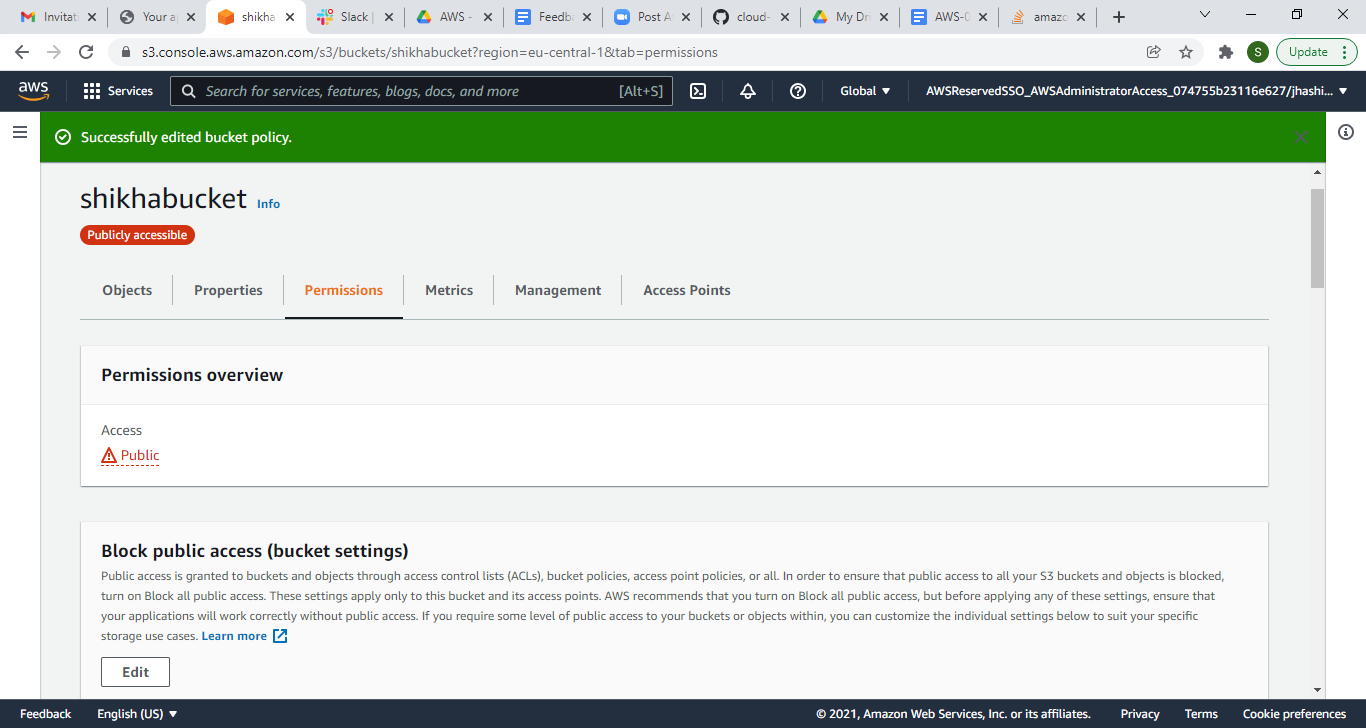 Invitat
Your a
shikha
Slack |
AWS -
Feedba
Post A
cloud-
My Dr
AWS-0
amazo
s3.console.aws.amazon.com/s3/buckets/shikhabucket?region=eu-central-1&tab=permissions
S
Update
aws
Services
Search for services, features, blogs, docs, and more
[Alt+S]
Global
AWSReservedSSO_AWSAdministratorAccess_074755b23116e627/jhashi...
Successfully edited bucket policy.
shikhabucket Info
Publicly accessible
Objects
Properties
Permissions
Metrics
Management
Access Points
Permissions overview
Access
Public
Block public access (bucket settings)
Public access is granted to buckets and objects through access control lists (ACLs), bucket policies, access point policies, or all. In order to ensure that public access to all your S3 buckets and objects is blocked,
turn on Block all public access. These settings apply only to this bucket and its access points. AWS recommends that you turn on Block all public access, but before applying any of these settings, ensure that
your applications will work correctly without public access. If you require some level of public access to your buckets or objects within, you can customize the individual settings below to suit your specific
storage use cases. Learn more
Edit
Feedback
English (US)
© 2021, Amazon Web Services, Inc. or its affiliates.
Privacy
Terms
Cookie preferences